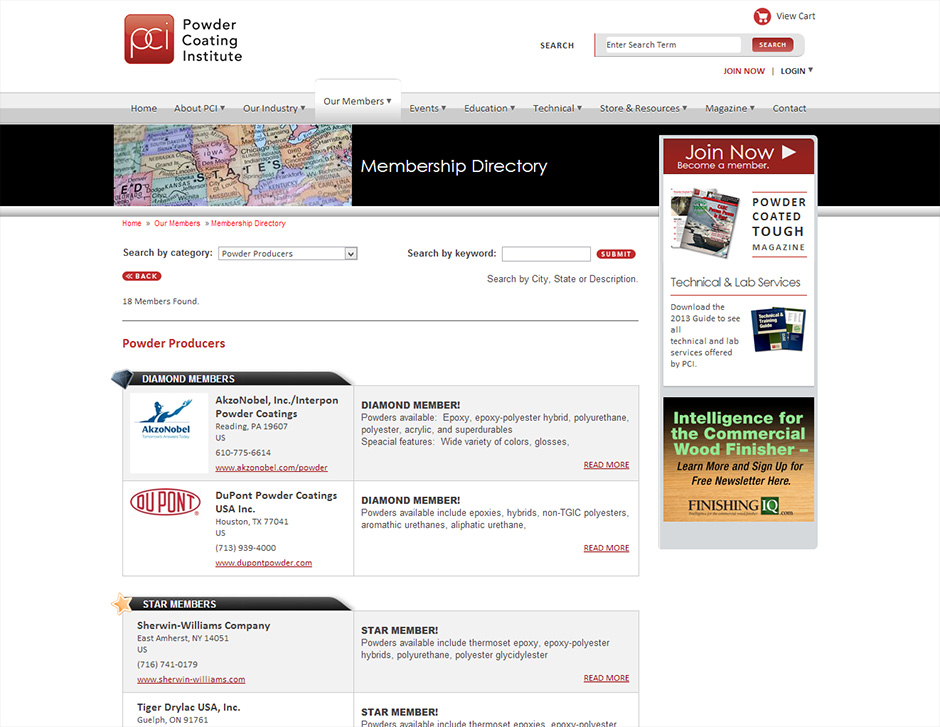 pci Powder
Coating
Institute
View Cart
SEARCH
Enter Search Term
SEARCH
JOIN NOW | LOGIN
Home About PCI Our Industry Our Members Events Education Technical Store & Resources Magazine Contact
Membership Directory
Home » Our Members » Membership Directory
Search by category: Powder Producers
Search by keyword: SUBMIT
« BACK
Search by City, State or Description.
18 Members Found.
Powder Producers
DIAMOND MEMBERS
AkzoNobel
Tomorrow's Answers Today
AkzoNobel, Inc./Interpon
Powder Coatings
Reading, PA 19607
US
610-775-6614
www.akzonobel.com/powder
DIAMOND MEMBER!
Powders available: Epoxy, epoxy-polyester hybrid, polyurethane,
polyester, acrylic, and superdurables
Speacial features: Wide variety of colors, glosses,
READ MORE
DU PONT
DuPont Powder Coatings
USA Inc.
Houston, TX 77041
US
(713) 939-4000
www.dupontpowder.com
DIAMOND MEMBER!
Powders available include epoxies, hybrids, non-TGIC polyesters,
aromathic urethanes, aliphatic urethane,
READ MORE
STAR MEMBERS
Sherwin-Williams Company
East Amherst, NY 14051
US
(716) 741-0179
www.sherwin-williams.com
STAR MEMBER!
Powders available include thermoset epoxy, epoxy-polyester
hybrids, polyurethane, polyester glycidylester
READ MORE
Tiger Drylac USA, Inc.
Guelph, ON 91761
STAR MEMBER!
Powders available include thermoset epoxies, epoxy-polyester
Join Now
Become a member.
POWDER
COATED
TOUGH
MAGAZINE
Technical & Lab Services
Download the
2013 Guide to see
all
technical and lab
services offered
by PCI.
Technical &
Training
Guide
Intelligence for
the Commercial
Wood Finisher –
Learn More and Sign Up for
Free Newsletter Here.
FINISHING IQ.com